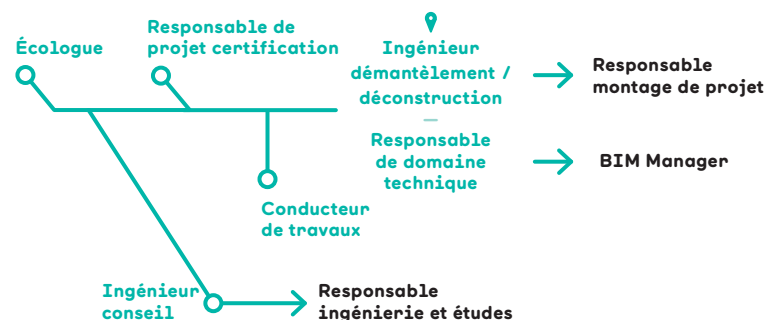 Écologue
Responsable de
projet certification
Ingénieur
démantèlement /
déconstruction
Responsable
de domaine
technique
Responsable
montage de projet
BIM Manager
Conducteur
de travaux
Ingénieur
conseil
Responsable
ingénierie et études